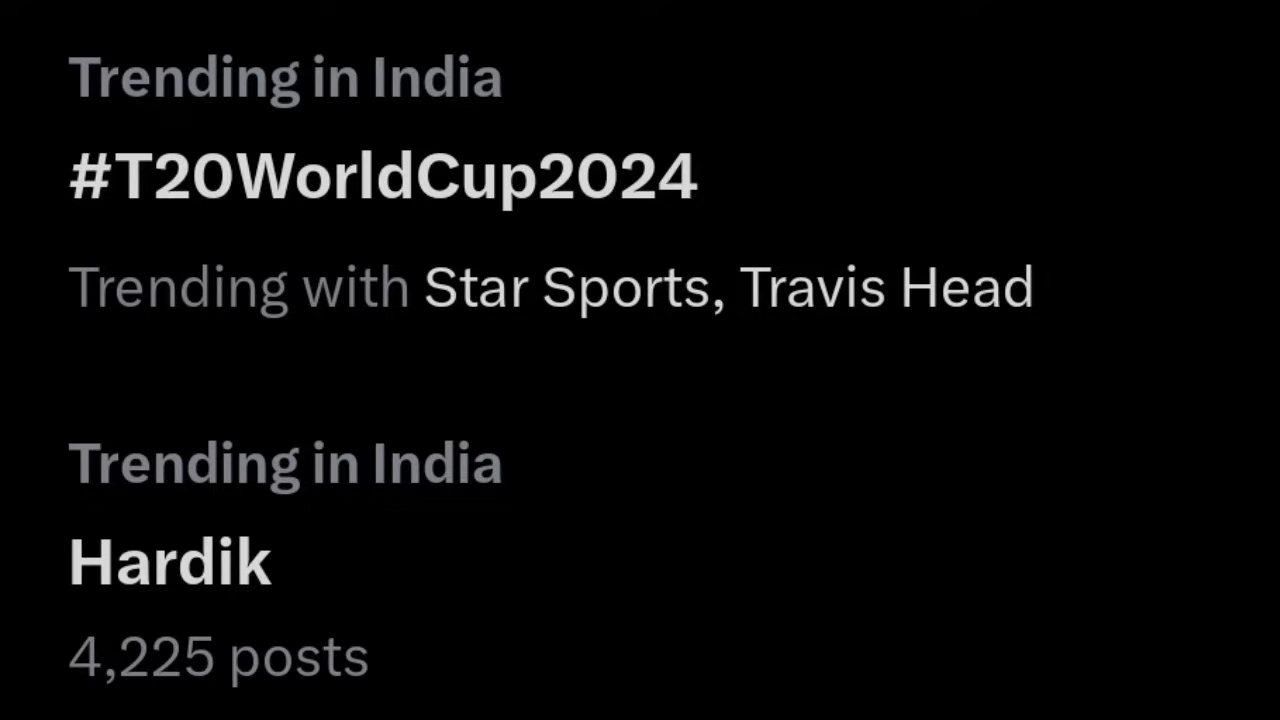 Trending in India
#T20WorldCup2024
Trending with Star Sports, Travis Head
Trending in India
Hardik
4,225 posts